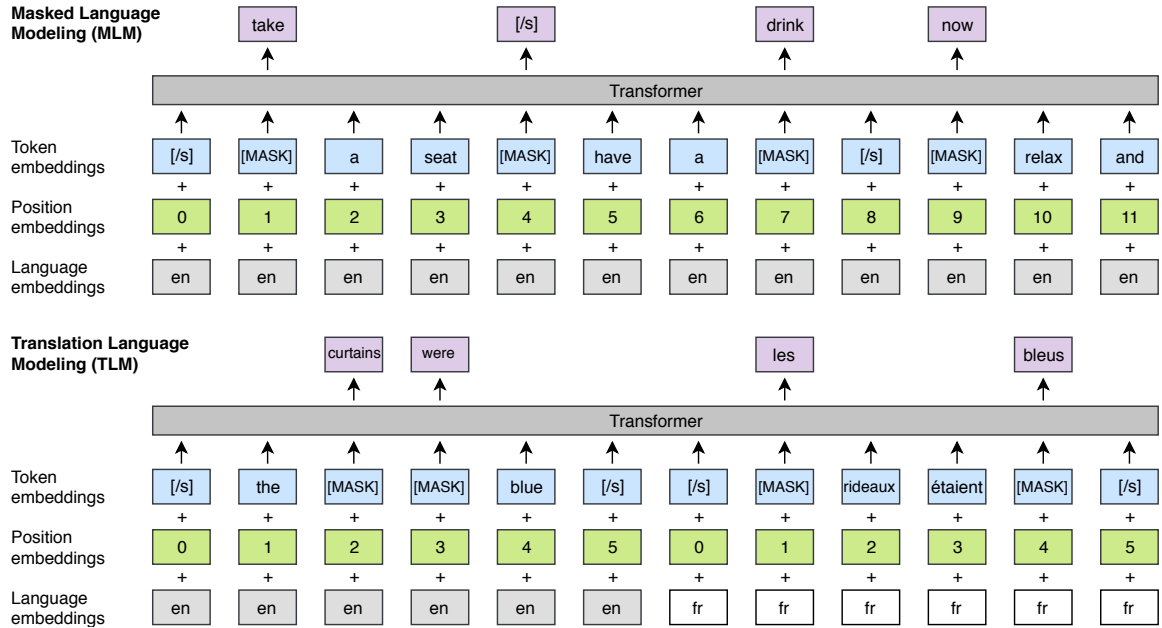 Masked Language
Modeling (MLM)
take [/s] drink now
Transformer
Token
embeddings
[/s] [MASK] a seat [MASK] have a [MASK] [/s] [MASK] relax and
+ + + + + + + + + + + +
Position
embeddings
0 1 2 3 4 5 6 7 8 9 10 11
+ + + + + + + + + + + +
Language
embeddings
en en en en en en en en en en en en
Translation Language
Modeling (TLM)
curtains were les bleus
Transformer
Token
embeddings
[/s] the [MASK] [MASK] blue [/s] [/s] [MASK] rideaux étaient [MASK] [/s]
+ + + + + + + + + + + +
Position
embeddings
0 1 2 3 4 5 0 1 2 3 4 5
+ + + + + + + + + + + +
Language
embeddings
en en en en en en fr fr fr fr fr fr